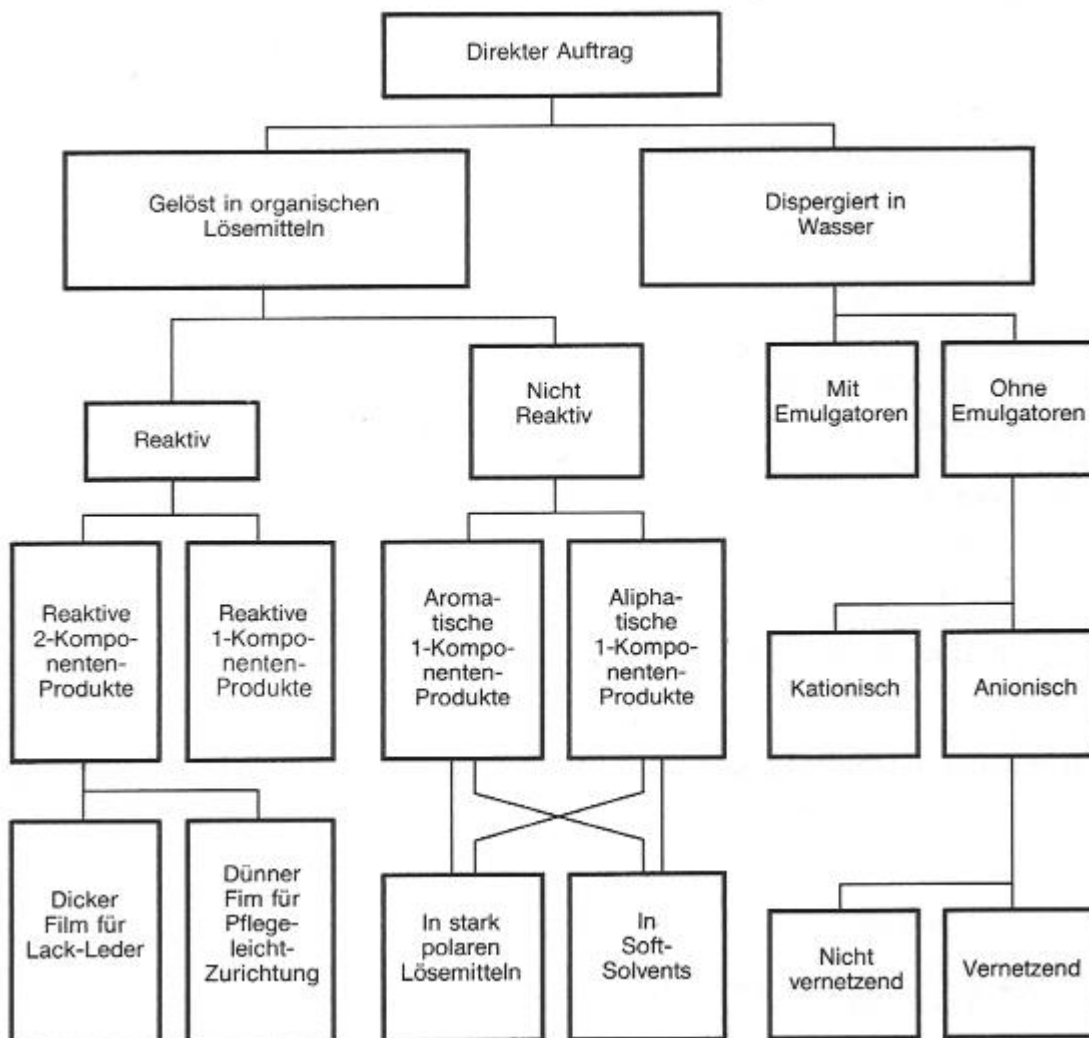 Direkter Auftrag
Gelöst in organischen
Lösemitteln
Dispergiert in
Wasser
Reaktiv
Nicht
Reaktiv
Mit
Emulgatoren
Ohne
Emulgatoren
Reaktive
2-Kompo-
nenten-
Produkte
Reaktive
1-Kompo-
nenten-
Produkte
Aroma-
tische
1-Kompo-
nenten-
Produkte
Alipha-
tische
1-Kompo-
nenten-
Produkte
Kationisch
Anionisch
Dicker
Film für
Lack-Leder
Dünner
Fim für
Pflege-
leicht-
Zurichtung
In stark
polaren
Lösemitteln
In
Soft-
Solvents
Nicht
vernetzend
Vernetzend